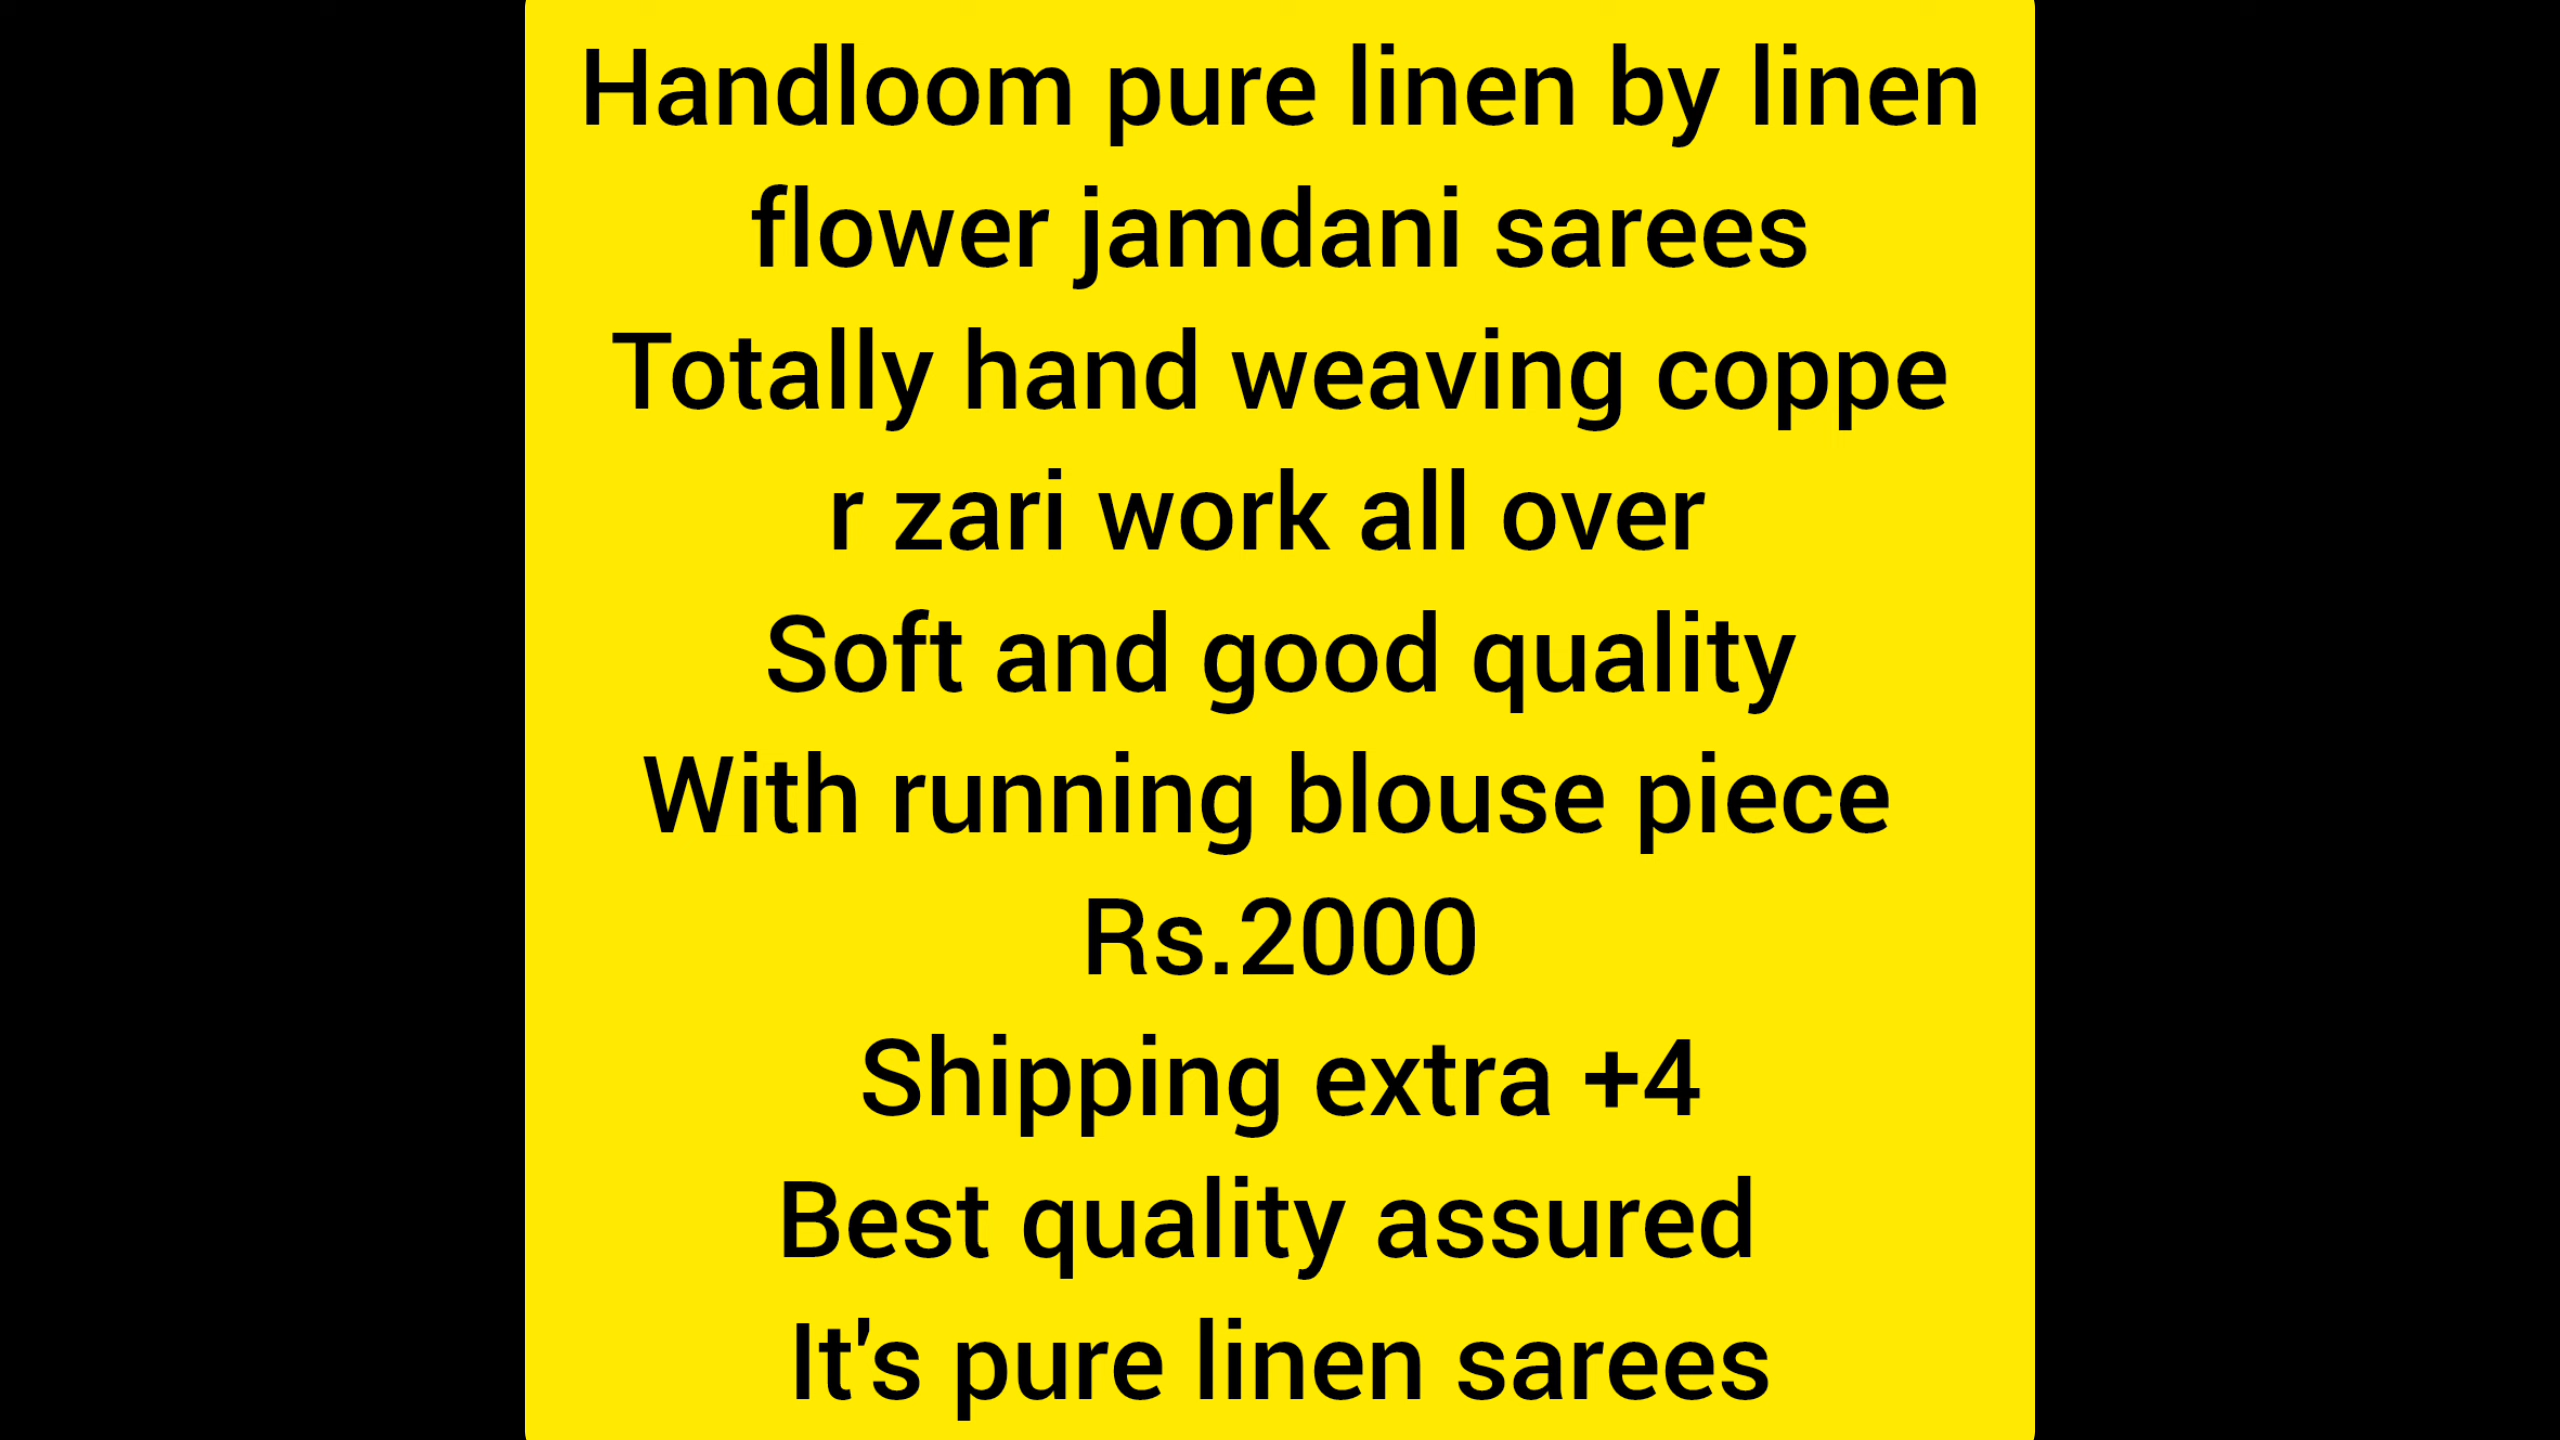 Handloom pure linen by linen
flower jamdani sarees
Totally hand weaving coppe
r zari work all over
Soft and good quality
With running blouse piece
Rs.2000
Shipping extra +4
Best quality assured
It's pure linen sarees